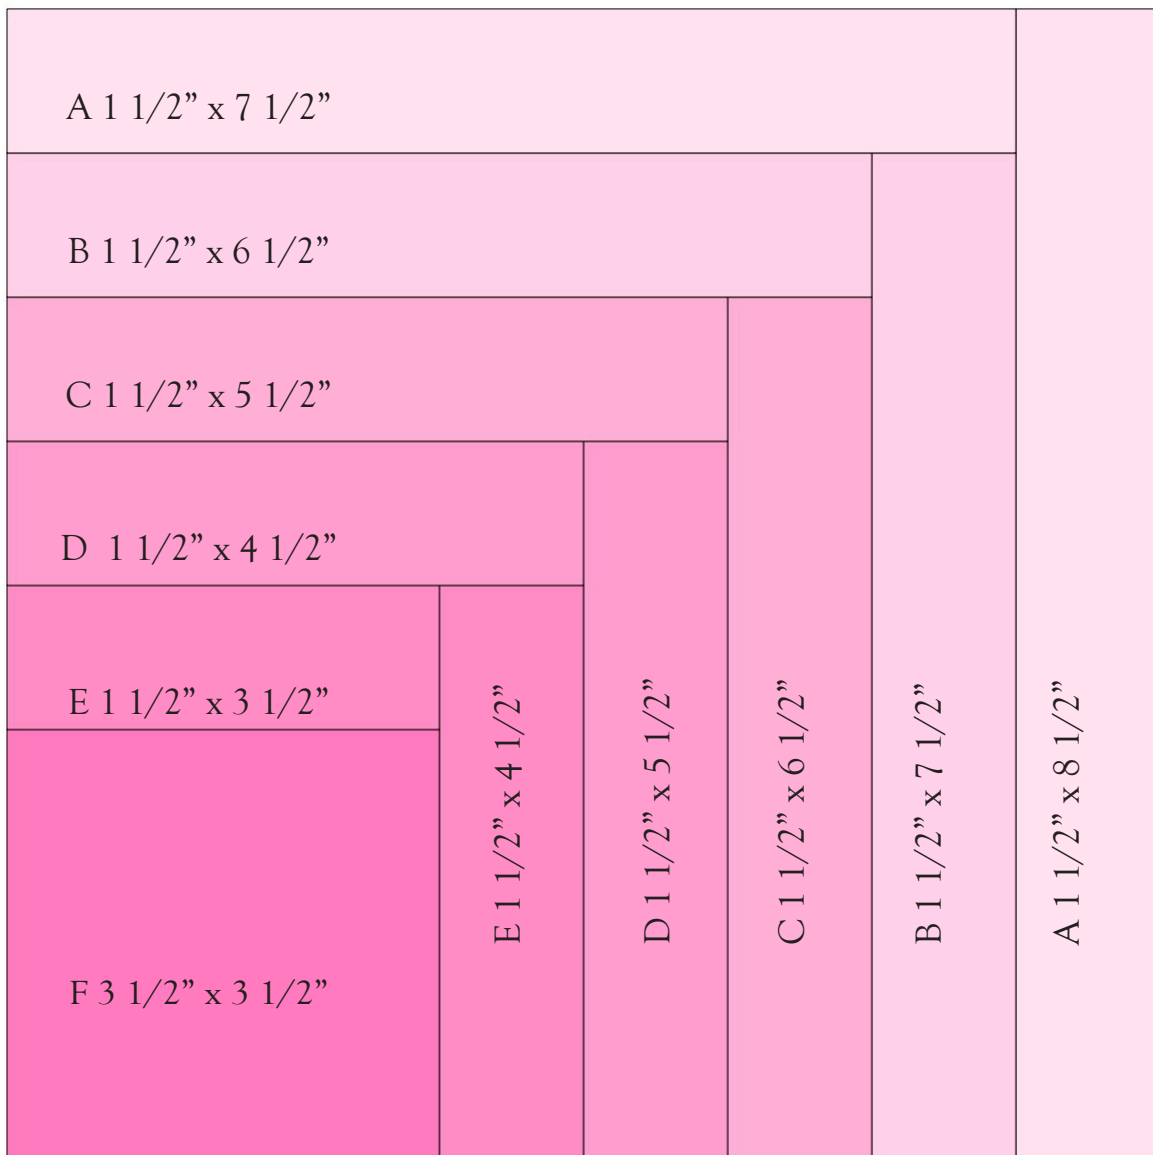 A 1 1/2” x 7 1/2”
B 1 1/2” x 6 1/2”
C 1 1/2” x 5 1/2”
D 1 1/2” x 4 1/2”
E 1 1/2” x 3 1/2”
F 3 1/2” x 3 1/2”
E 1 1/2” x 4 1/2”
D 1 1/2” x 5 1/2”
C 1 1/2” x 6 1/2”
B 1 1/2” x 7 1/2”
A 1 1/2” x 8 1/2”